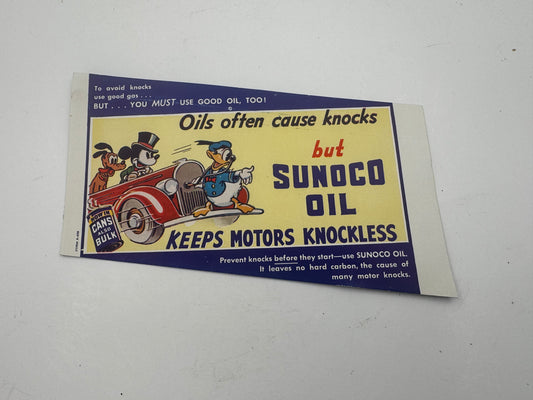 To avoid knocks
use good gas...
BUT... YOU MUST USE GOOD OIL, TOO!
Oils often cause knocks
but
SUNOCO
OIL
CANS
ALSO
BULK
KEEPS MOTORS KNOCKLESS
Prevent knocks before they start—use SUNOCO OIL.
It leaves no hard carbon, the cause of
many motor knocks.